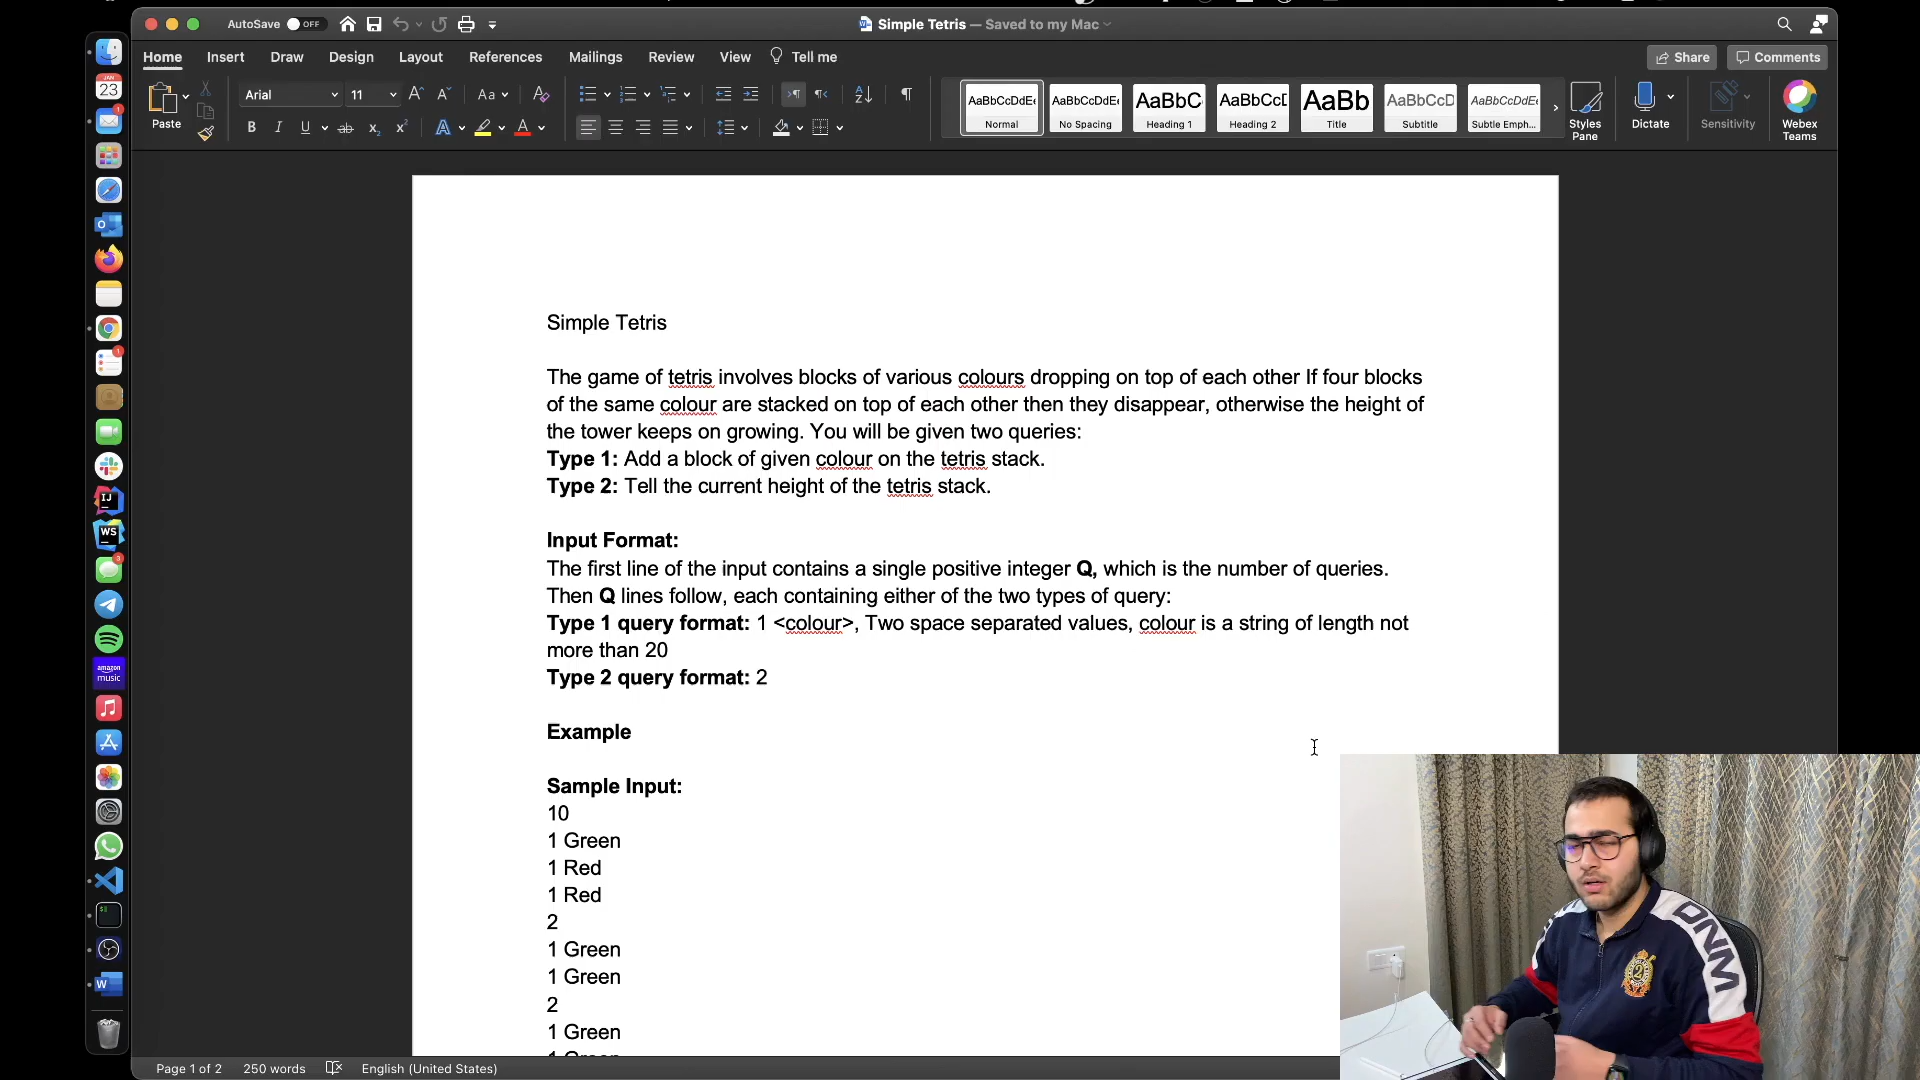 AutoSave OFF
Simple Tetris — Saved to my Mac
Home Insert Draw Design Layout References Mailings Review View Tell me
Share Comments
Paste
Arial 11
AaBbCcDdEe AaBbCcDdEe AaBbC AaBbCcD AaBb AaBbCcD AaBbCcDdEe
Normal No Spacing Heading 1 Heading 2 Title Subtitle Subtle Emph...
Styles Pane
Dictate
Sensitivity
Webex Teams
JAN
23
amazon music
IJ
WS
Simple Tetris
The game of tetris involves blocks of various colours dropping on top of each other If four blocks
of the same colour are stacked on top of each other then they disappear, otherwise the height of
the tower keeps on growing. You will be given two queries:
Type 1: Add a block of given colour on the tetris stack.
Type 2: Tell the current height of the tetris stack.
Input Format:
The first line of the input contains a single positive integer Q, which is the number of queries.
Then Q lines follow, each containing either of the two types of query:
Type 1 query format: 1 <colour>, Two space separated values, colour is a string of length not
more than 20
Type 2 query format: 2
Example
Sample Input:
10
1 Green
1 Red
1 Red
2
1 Green
1 Green
2
1 Green
DNM
2
Page 1 of 2 250 words English (United States)